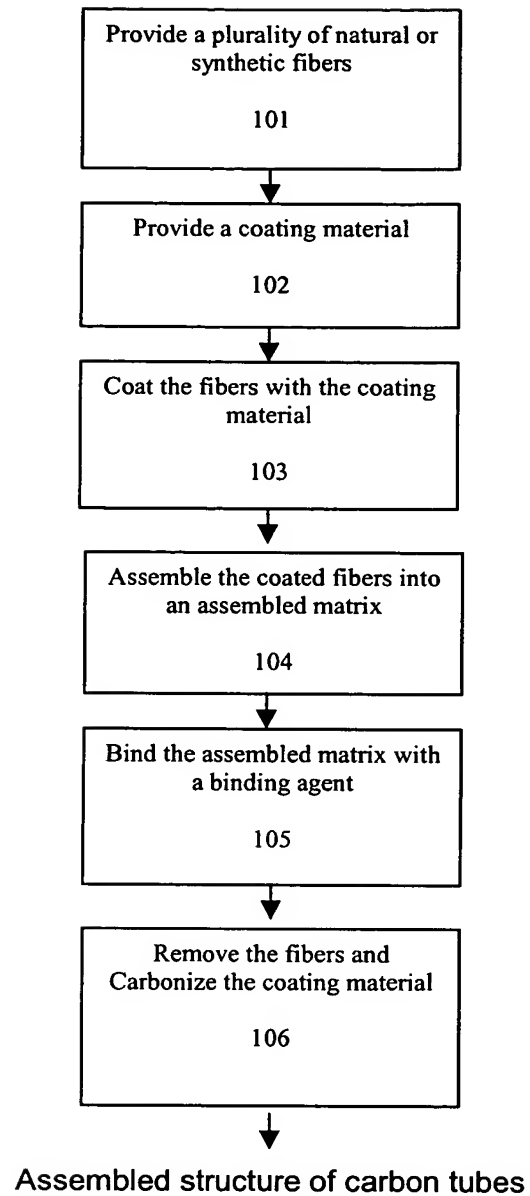 Provide a plurality of natural or
synthetic fibers
101
Provide a coating material
102
Coat the fibers with the coating
material
103
Assemble the coated fibers into
an assembled matrix
104
Bind the assembled matrix with
a binding agent
105
Remove the fibers and
Carbonize the coating material
106
Assembled structure of carbon tubes